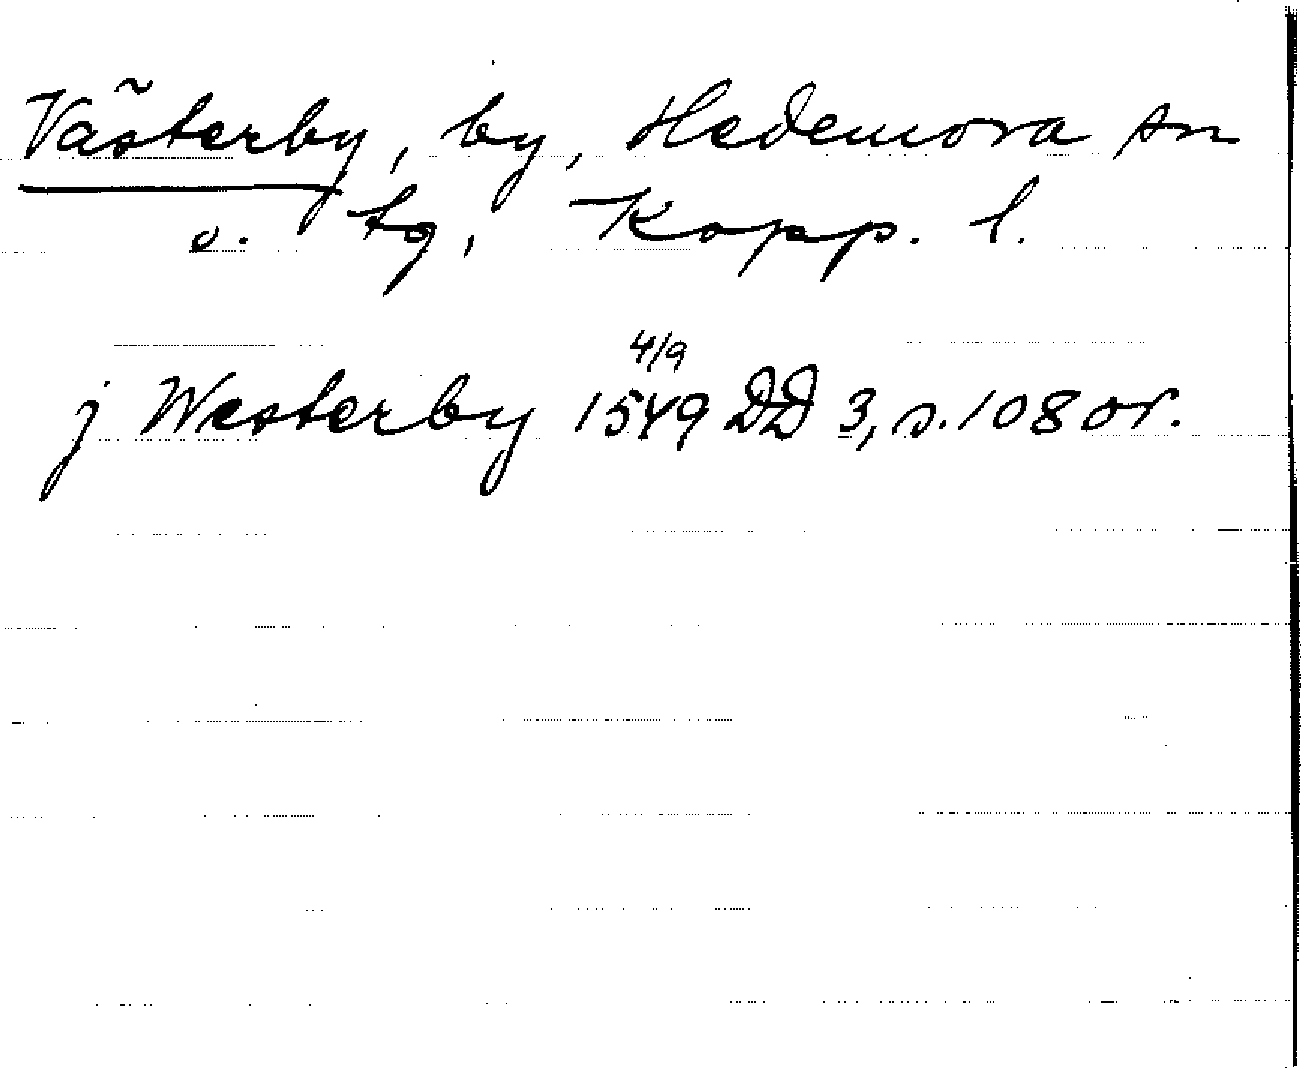 Västerby, by, Hedemora sn
o. tg, Kopp. l.
j Westerby 1549 4/9 DD 3, s. 108 or.